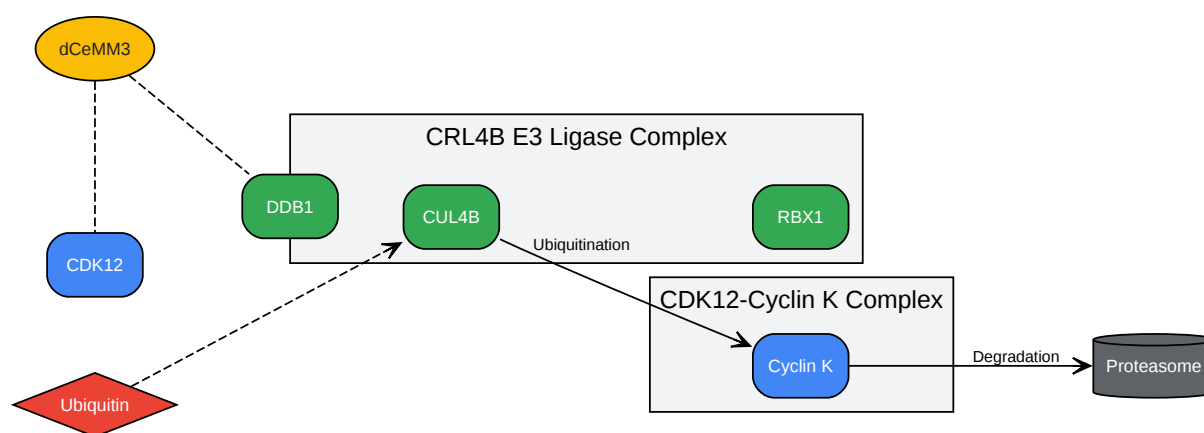 dCeMM3
CRL4B E3 Ligase Complex
DDB1
CUL4B
RBX1
Ubiquitination
CDK12
CDK12-Cyclin K Complex
Cyclin K
Degradation
Proteasome
Ubiquitin